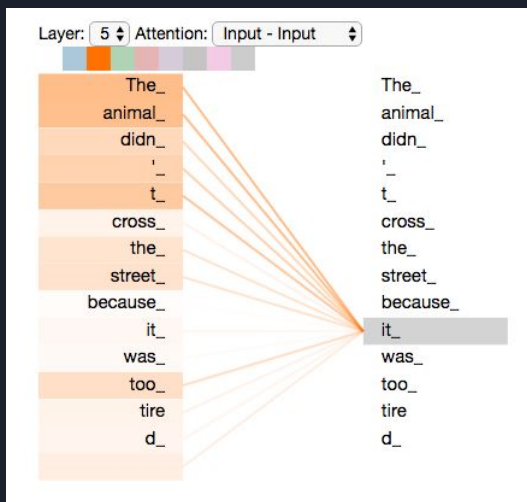 Layer: 5 Attention: Input - Input
The_ The_
animal_ animal_
didn_ didn_
'_ '_
t_ t_
cross_ cross_
the_ the_
street_ street_
because_ because_
it_ it_
was_ was_
too_ too_
tire tire
d_ d_